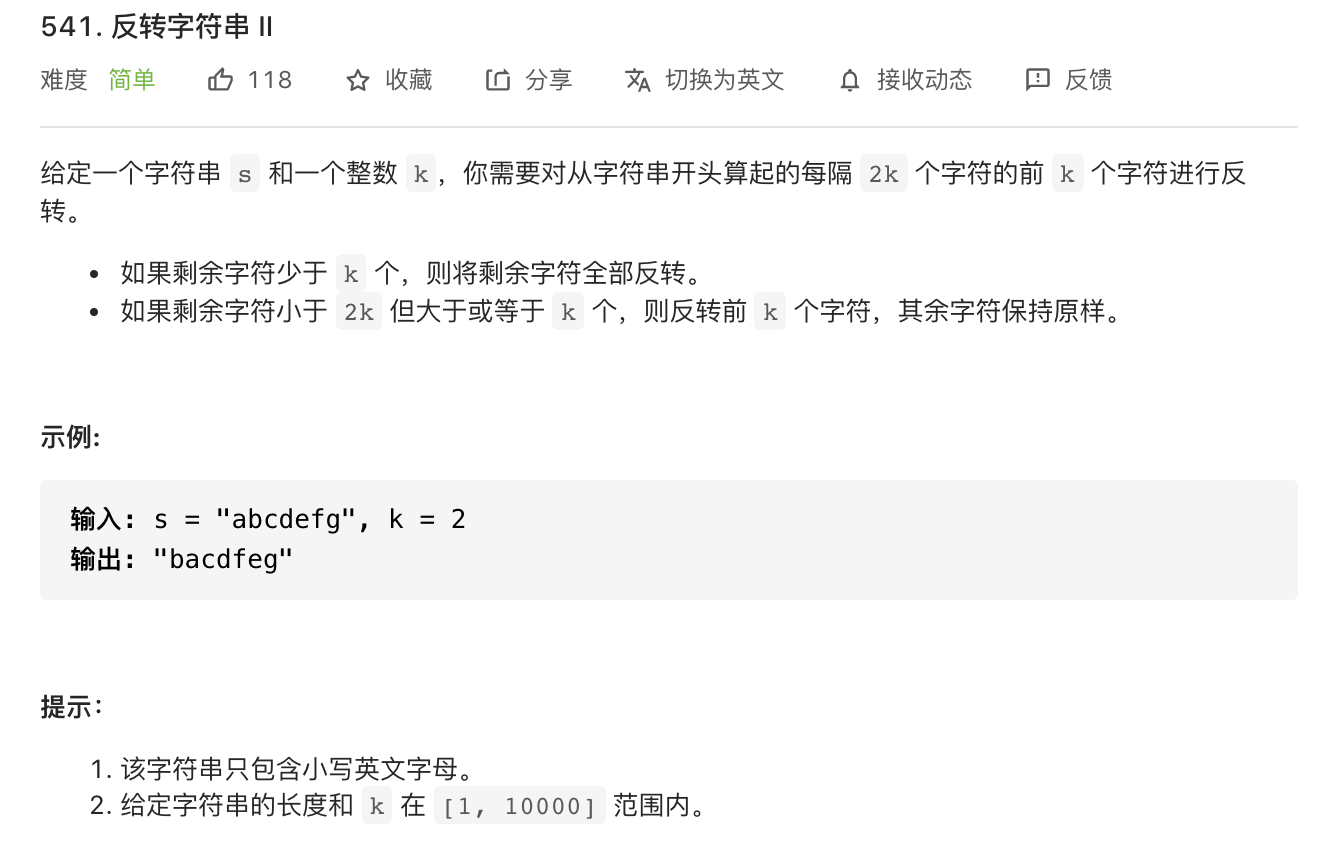 541. 反转字符串 II
难度 简单 118 收藏 分享 切换为英文 接收动态 反馈
给定一个字符串 s 和一个整数 k，你需要对从字符串开头算起的每隔 2k 个字符的前 k 个字符进行反
转。
• 如果剩余字符少于 k 个，则将剩余字符全部反转。
• 如果剩余字符小于 2k 但大于或等于 k 个，则反转前 k 个字符，其余字符保持原样。
示例:
输入: s = "abcdefg", k = 2
输出: "bacdfeg"
提示：
1. 该字符串只包含小写英文字母。
2. 给定字符串的长度和 k 在 [1, 10000] 范围内。